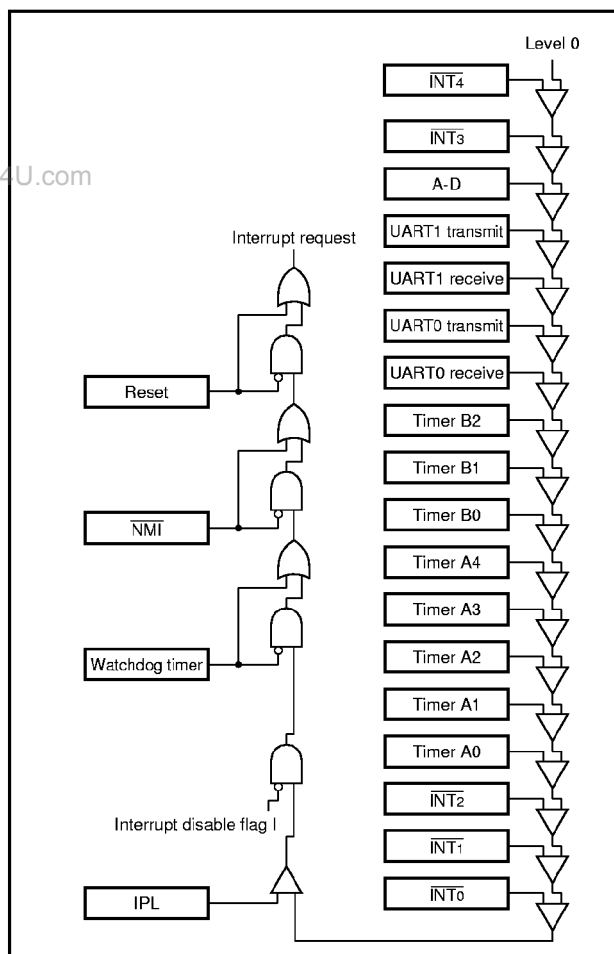 Level 0
INT4
INT3
4U.com
A-D
UART1 transmit
Interrupt request
UART1 receive
UART0 transmit
UART0 receive
Reset
Timer B2
Timer B1
NMI
Timer B0
Timer A4
Timer A3
Watchdog timer
Timer A2
Timer A1
Timer A0
INT2
Interrupt disable flag I
INT1
IPL
INT0